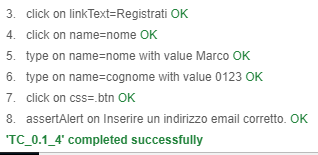 3. click on linkText=Registrati OK
4. click on name=nome OK
5. type on name=nome with value Marco OK
6. type on name=cognome with value 0123 OK
7. click on css=.btn OK
8. assertAlert on Inserire un indirizzo email corretto. OK
'TC_0.1_4' completed successfully